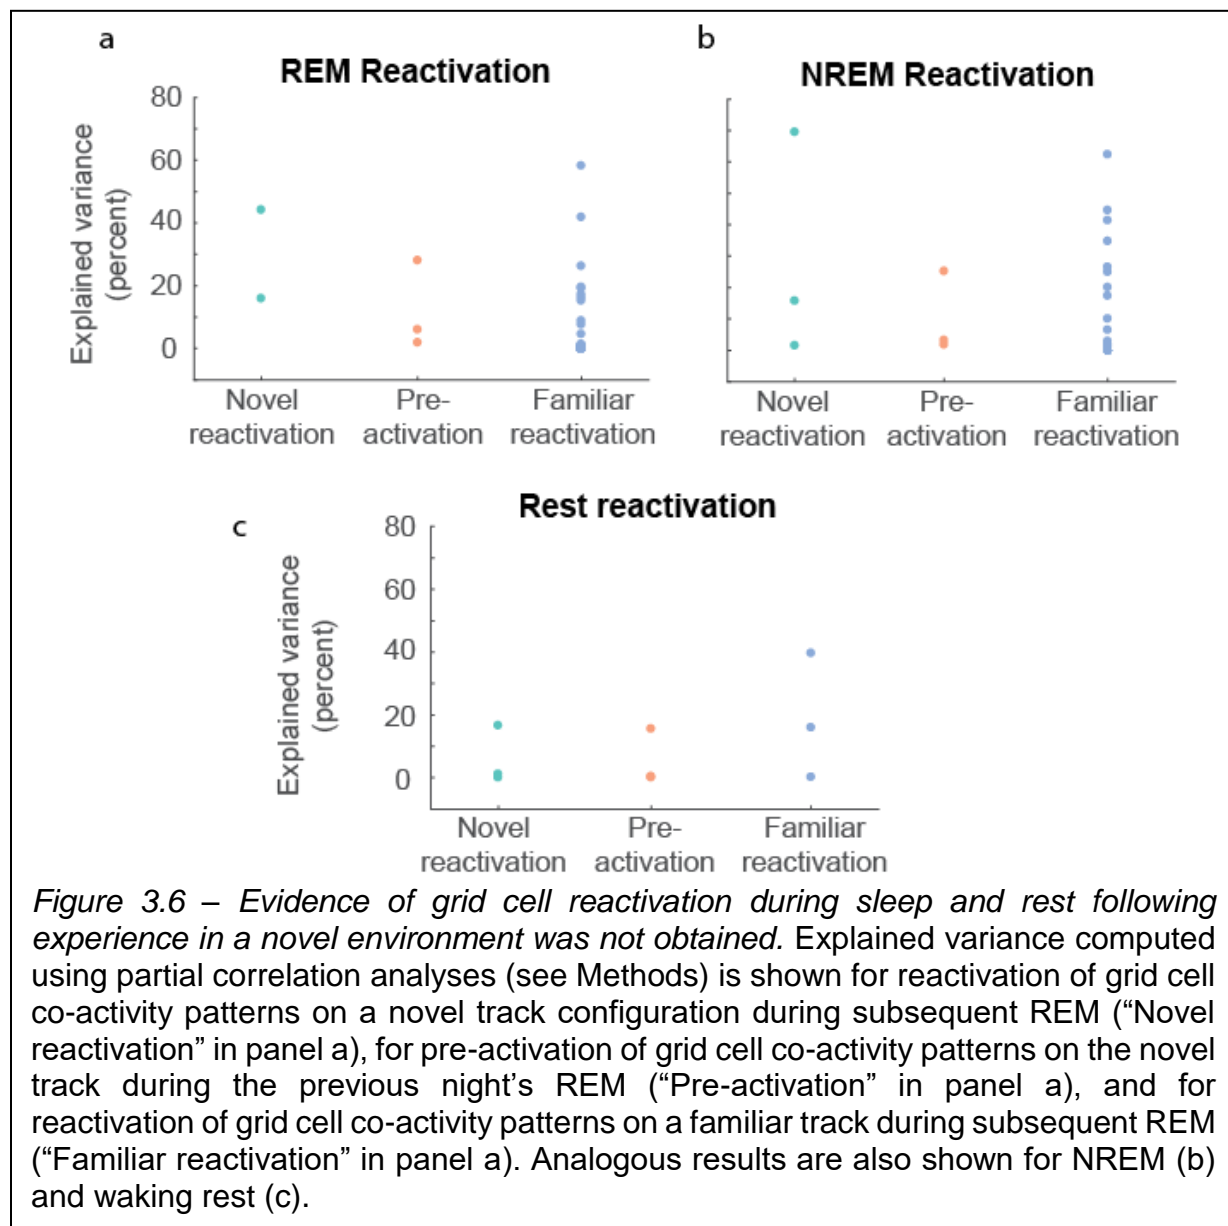 a
REM Reactivation
80
60
40
20
0
Explained variance
(percent)
Novel
reactivation
Pre-
activation
Familiar
reactivation
b
NREM Reactivation
Novel
reactivation
Pre-
activation
Familiar
reactivation
c
Rest reactivation
80
60
40
20
0
Explained variance
(percent)
Novel
reactivation
Pre-
activation
Familiar
reactivation
Figure 3.6 – Evidence of grid cell reactivation during sleep and rest following
experience in a novel environment was not obtained. Explained variance computed
using partial correlation analyses (see Methods) is shown for reactivation of grid cell
co-activity patterns on a novel track configuration during subsequent REM (“Novel
reactivation” in panel a), for pre-activation of grid cell co-activity patterns on the novel
track during the previous night’s REM (“Pre-activation” in panel a), and for
reactivation of grid cell co-activity patterns on a familiar track during subsequent REM
(“Familiar reactivation” in panel a). Analogous results are also shown for NREM (b)
and waking rest (c).